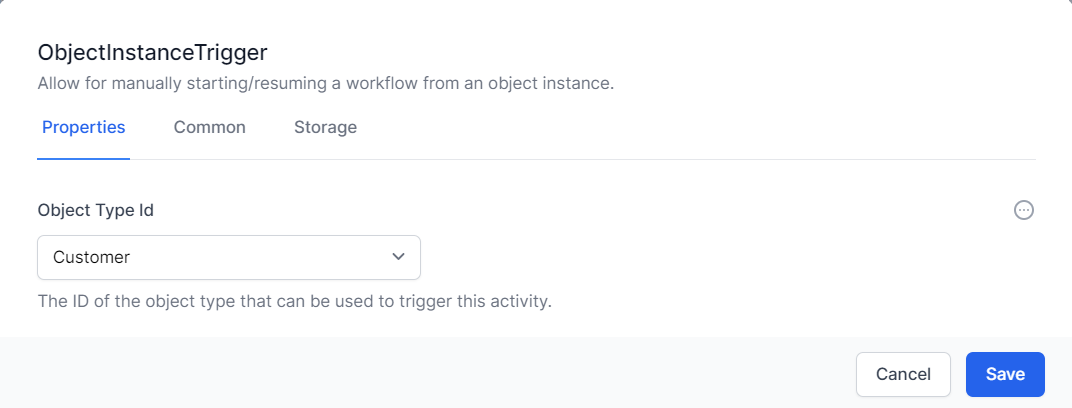 ObjectInstanceTrigger
Allow for manually starting/resuming a workflow from an object instance.
Properties Common Storage
Object Type Id
Customer
The ID of the object type that can be used to trigger this activity.
Cancel Save